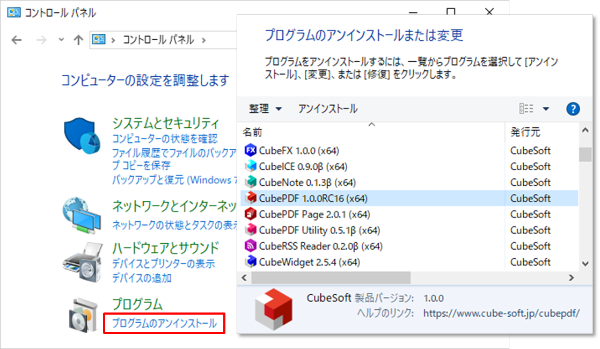 コントロール パネル
コントロール パネル
コンピューターの設定を調整します
システムとセキュリティ
コンピューターの状態を確認
ファイル履歴でファイルのバックアッ
プ コピーを保存
バックアップと復元 (Windows 7
ネットワークとインターネッ
ネットワークの状態とタスクの表示
ハードウェアとサウンド
デバイスとプリンターの表示
デバイスの追加
プログラム
プログラムのアンインストール
プログラムのアンインストールまたは変更
プログラムをアンインストールするには、一覧からプログラムを選択して [アンイ
ンストール]、[変更]、または [修復] をクリックします。
整理 アンインストール
名前 発行元
CubeFX 1.0.0 (x64) CubeSoft
CubeICE 0.9.0β (x64) CubeSoft
CubeNote 0.1.3β (x64) CubeSoft
CubePDF 1.0.0RC16 (x64) CubeSoft
CubePDF Page 2.0.1 (x64) CubeSoft
CubePDF Utility 0.5.1β (x64) CubeSoft
CubeRSS Reader 0.2.0β (x64) CubeSoft
CubeWidget 2.5.4 (x64) CubeSoft
CubeSoft 製品バージョン: 1.0.0
ヘルプのリンク: https://www.cube-soft.jp/cubepdf/